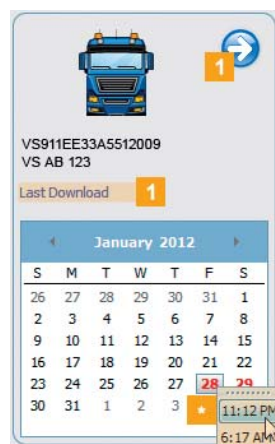 1
VS911EE33A5512009
VS AB 123
Last Download 1
January 2012
S M T W T F S
26 27 28 29 30 31 1
2 3 4 5 6 7 8
9 10 11 12 13 14 15
16 17 18 19 20 21 22
23 24 25 26 27 28 29
30 31 1 2 3
11:12 PM
6:17 AM